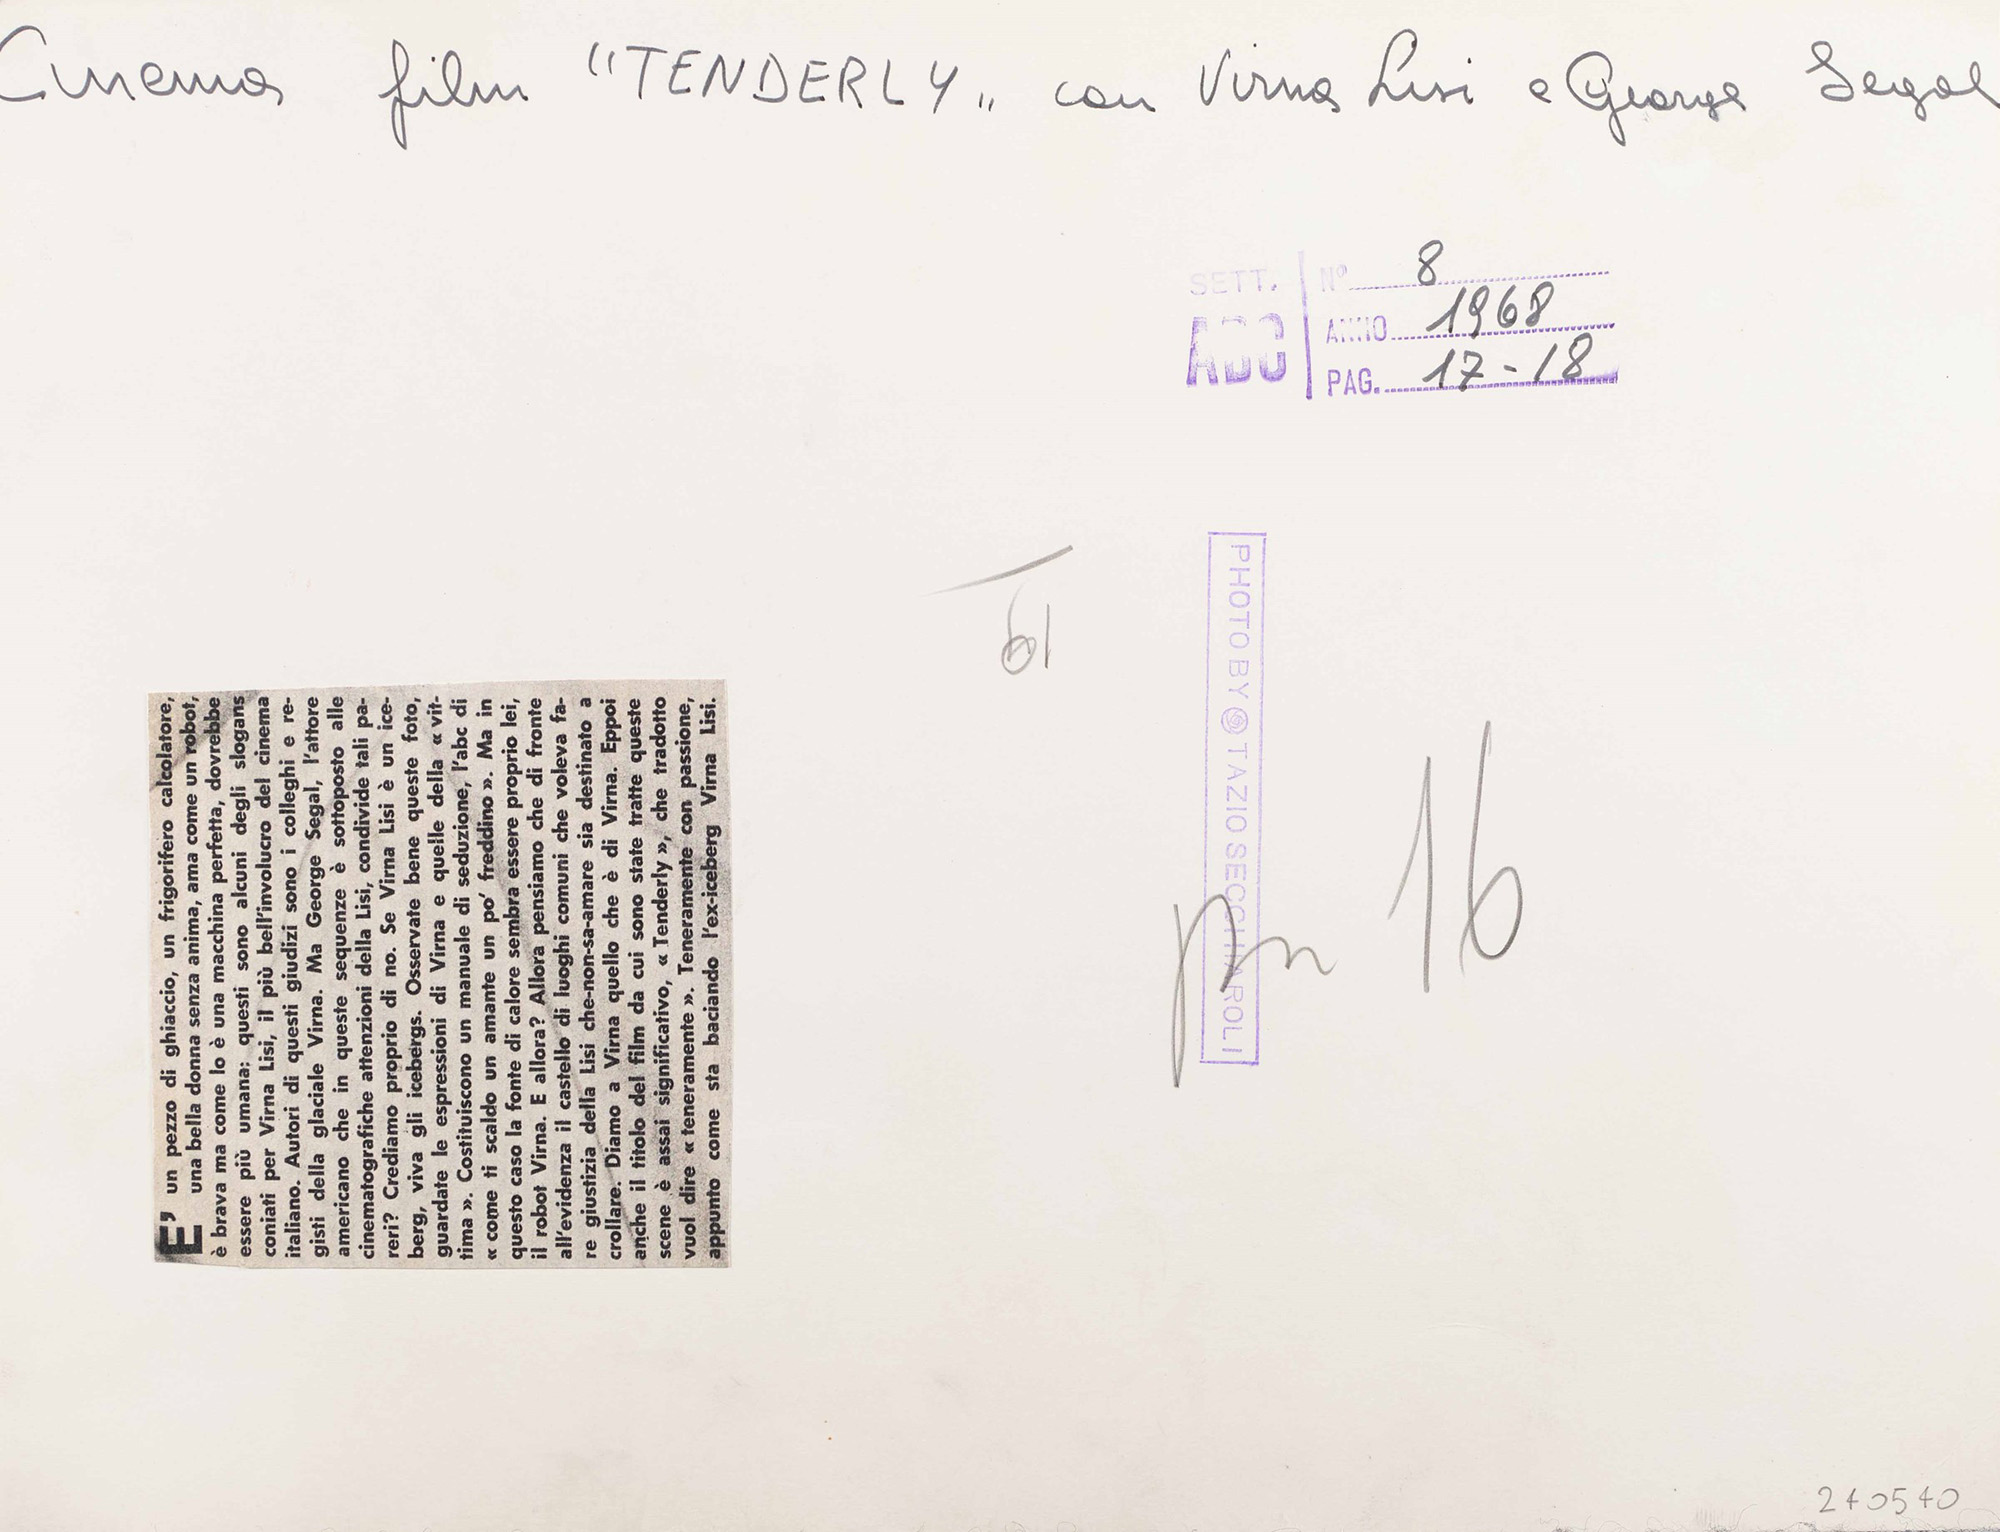 Cinema film "TENDERLY" con Virna Lisi e George Segal
SETT. ABC
N° 8
ANNO 1968
PAG. 17-18
PHOTO BY TAZIO SECCHIAROLI
19
pn 16
E' un pezzo di ghiaccio, un frigorifero calcolatore,
una bella donna senza anima, ama come un robot,
è brava ma come lo è una macchina perfetta, dovrebbe
essere più umana: questi sono alcuni degli slogans
coniati per Virna Lisi, il più bell'involucro del cinema
italiano. Autori di questi giudizi sono i colleghi e re-
gisti della glaciale Virna. Ma George Segal, l'attore
americano che in queste sequenze è sottoposto alle
cinematografiche attenzioni della Lisi, condivide tali pa-
reri? Crediamo proprio di no. Se Virna Lisi è un ice-
berg, viva gli icebergs. Osservate bene queste foto,
guardate le espressioni di Virna e quelle della « vit-
tima ». Costituiscono un manuale di seduzione, l'abc di
« come ti scaldo un amante un po' freddino ». Ma in
questo caso la fonte di calore sembra essere proprio lei,
il robot Virna. E allora? Allora pensiamo che di fronte
all'evidenza il castello di luoghi comuni che voleva fa-
re giustizia della Lisi che-non-sa-amare sia destinato a
crollare. Diamo a Virna quello che è di Virna. Eppoi
anche il titolo del film da cui sono state tratte queste
scene è assai significativo, « Tenderly », che tradotto
vuol dire « teneramente ». Teneramente con passione,
appunto come sta baciando l'ex-iceberg Virna Lisi.
240540